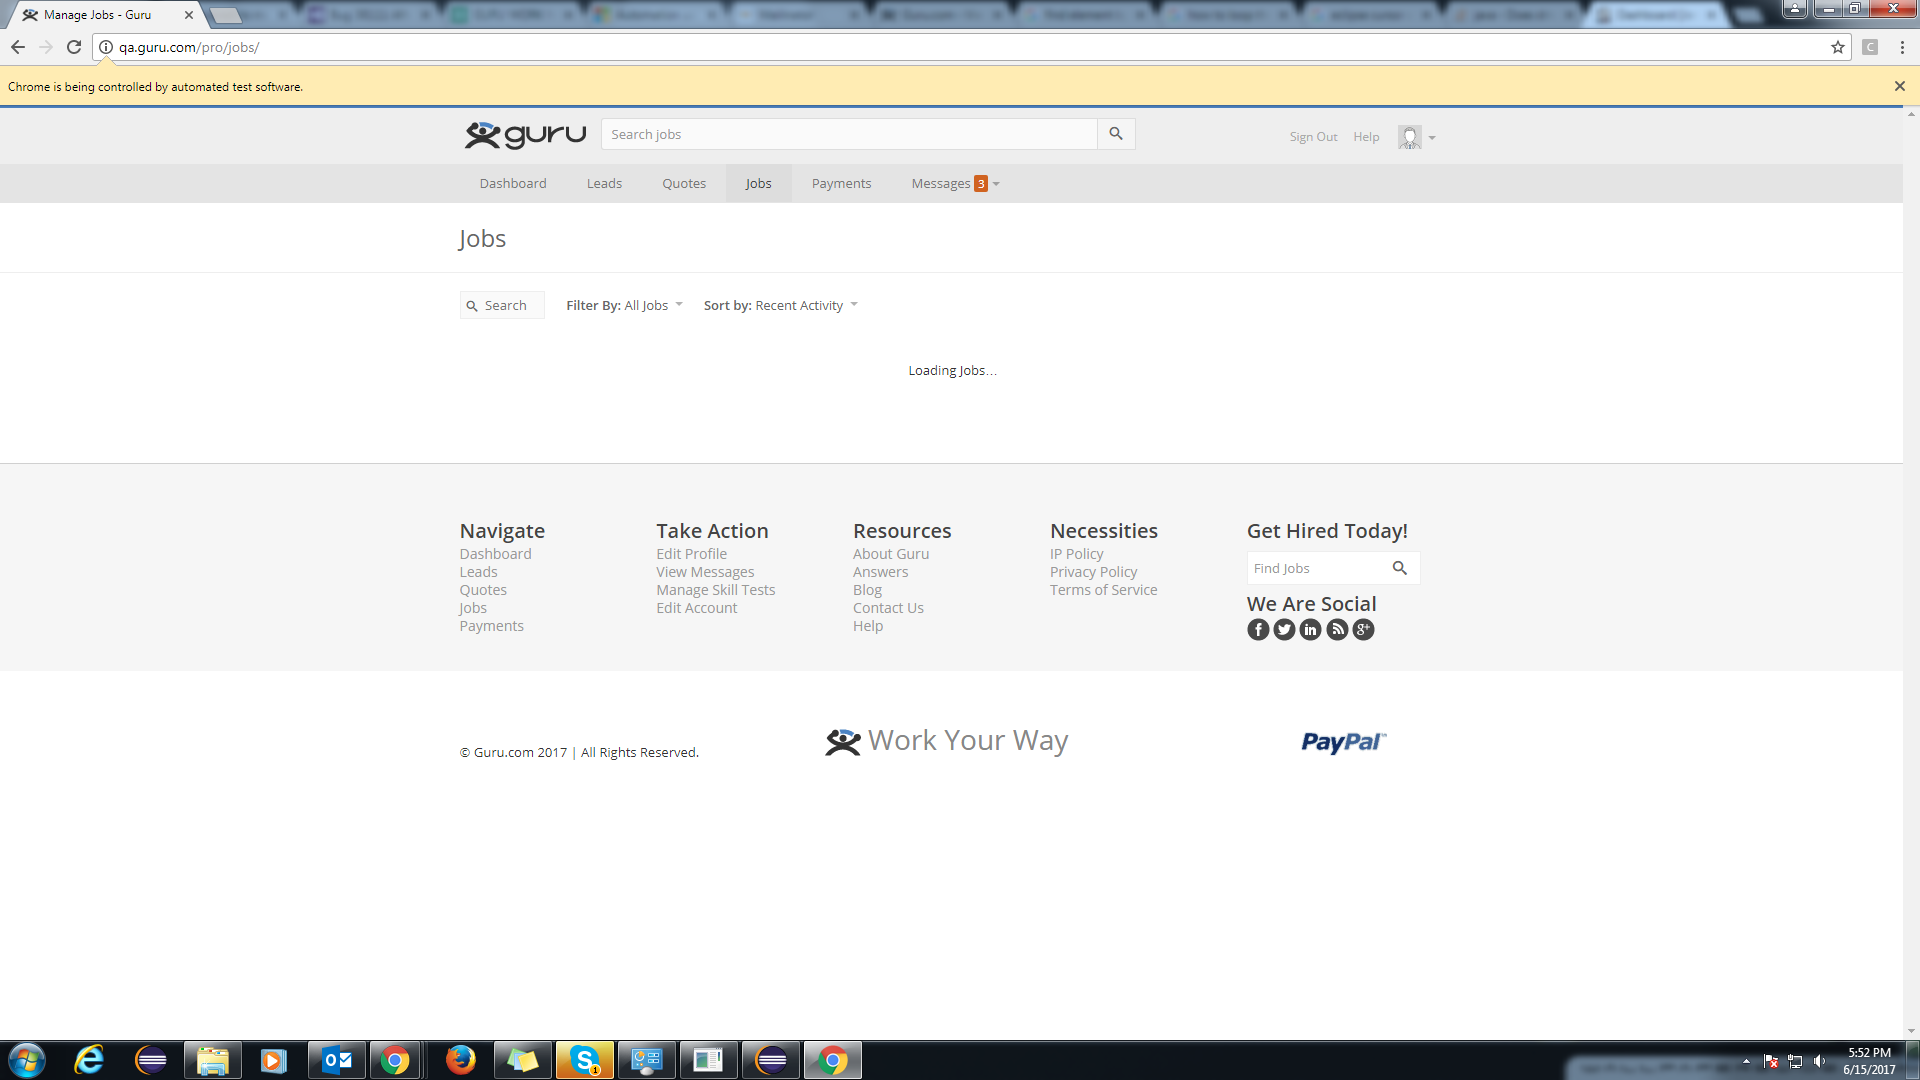 Manage Jobs - Guru
qa.guru.com/pro/jobs/
C
Chrome is being controlled by automated test software.
guru
Search jobs
Sign Out Help
Dashboard Leads Quotes Jobs Payments Messages 3
Jobs
Search Filter By: All Jobs Sort by: Recent Activity
Loading Jobs...
Navigate Take Action Resources Necessities Get Hired Today!
Dashboard Edit Profile About Guru IP Policy
Leads View Messages Answers Privacy Policy Find Jobs
Quotes Manage Skill Tests Blog Terms of Service
Jobs Edit Account Contact Us We Are Social
Payments Help
© Guru.com 2017 | All Rights Reserved.
Work Your Way
PayPal™
5:52 PM
6/15/2017